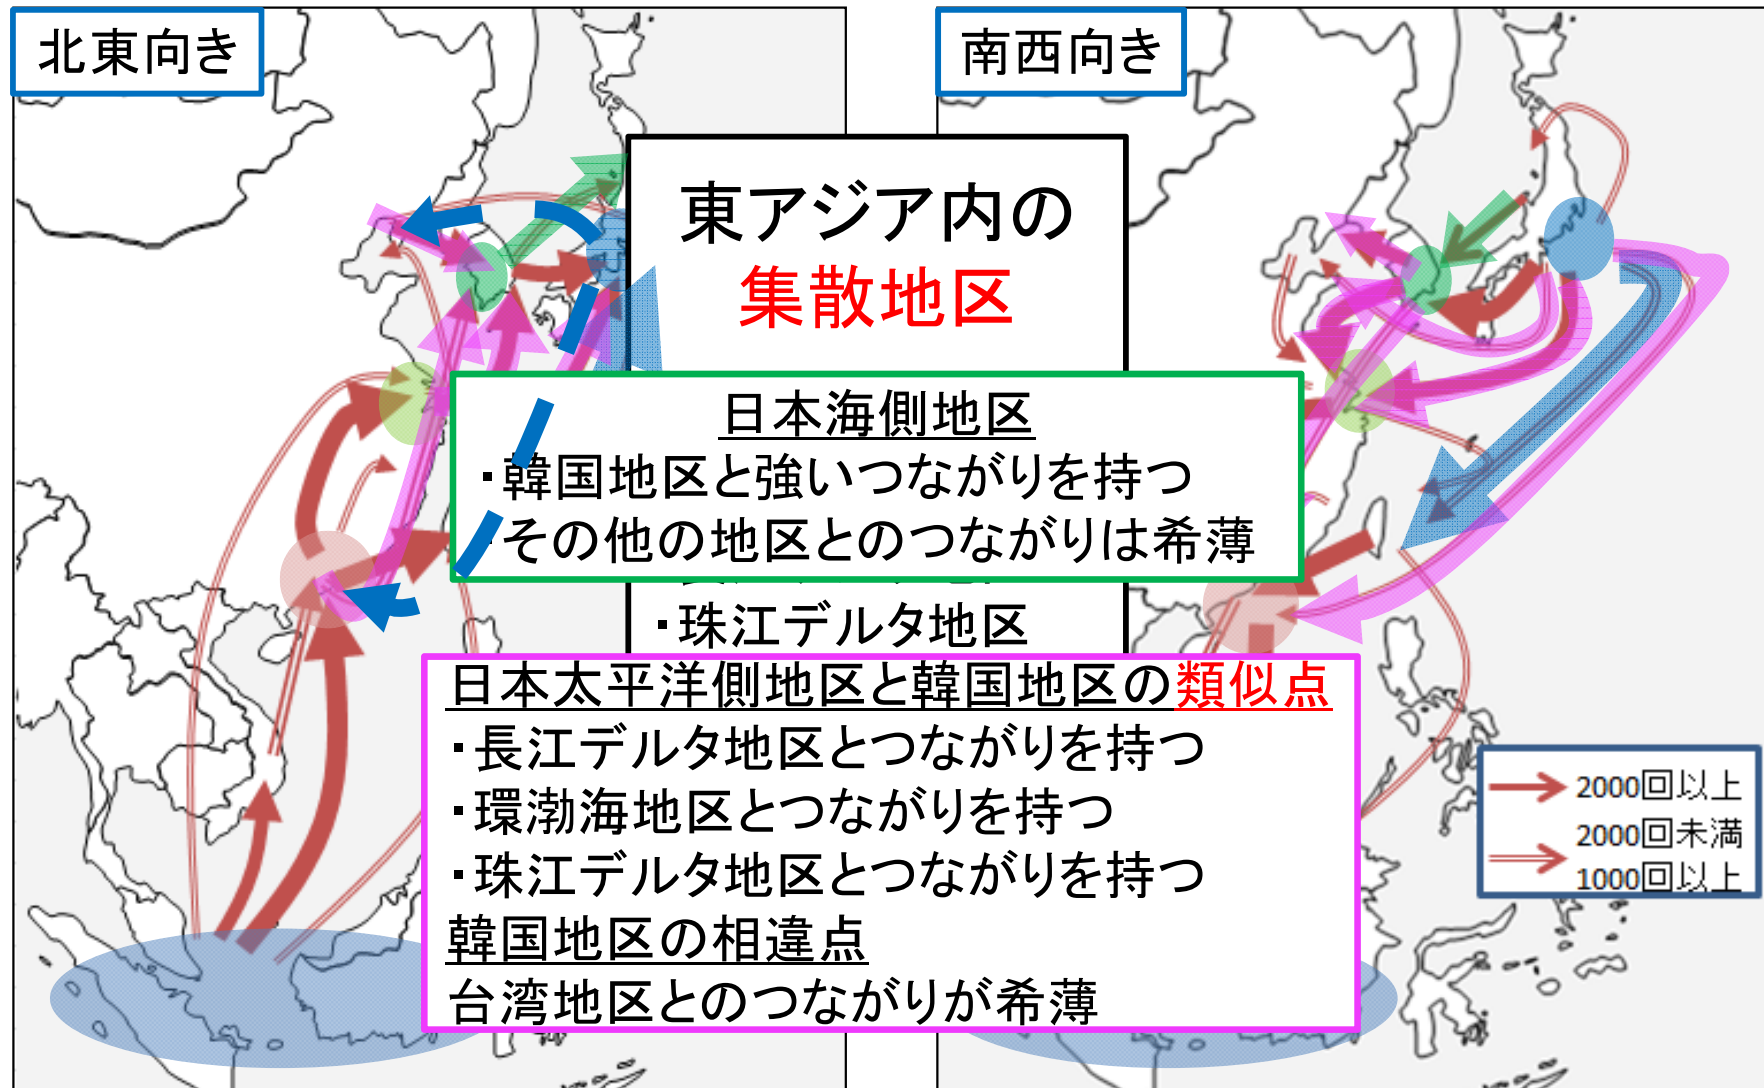 北東向き
南西向き
東アジア内の
集散地区
日本海側地区
・韓国地区と強いつながりを持つ
・その他の地区とのつながりは希薄
・珠江デルタ地区
日本太平洋側地区と韓国地区の類似点
・長江デルタ地区とつながりを持つ
・環渤海地区とつながりを持つ
・珠江デルタ地区とつながりを持つ
韓国地区の相違点
台湾地区とのつながりが希薄
2000回以上
2000回未満
1000回以上